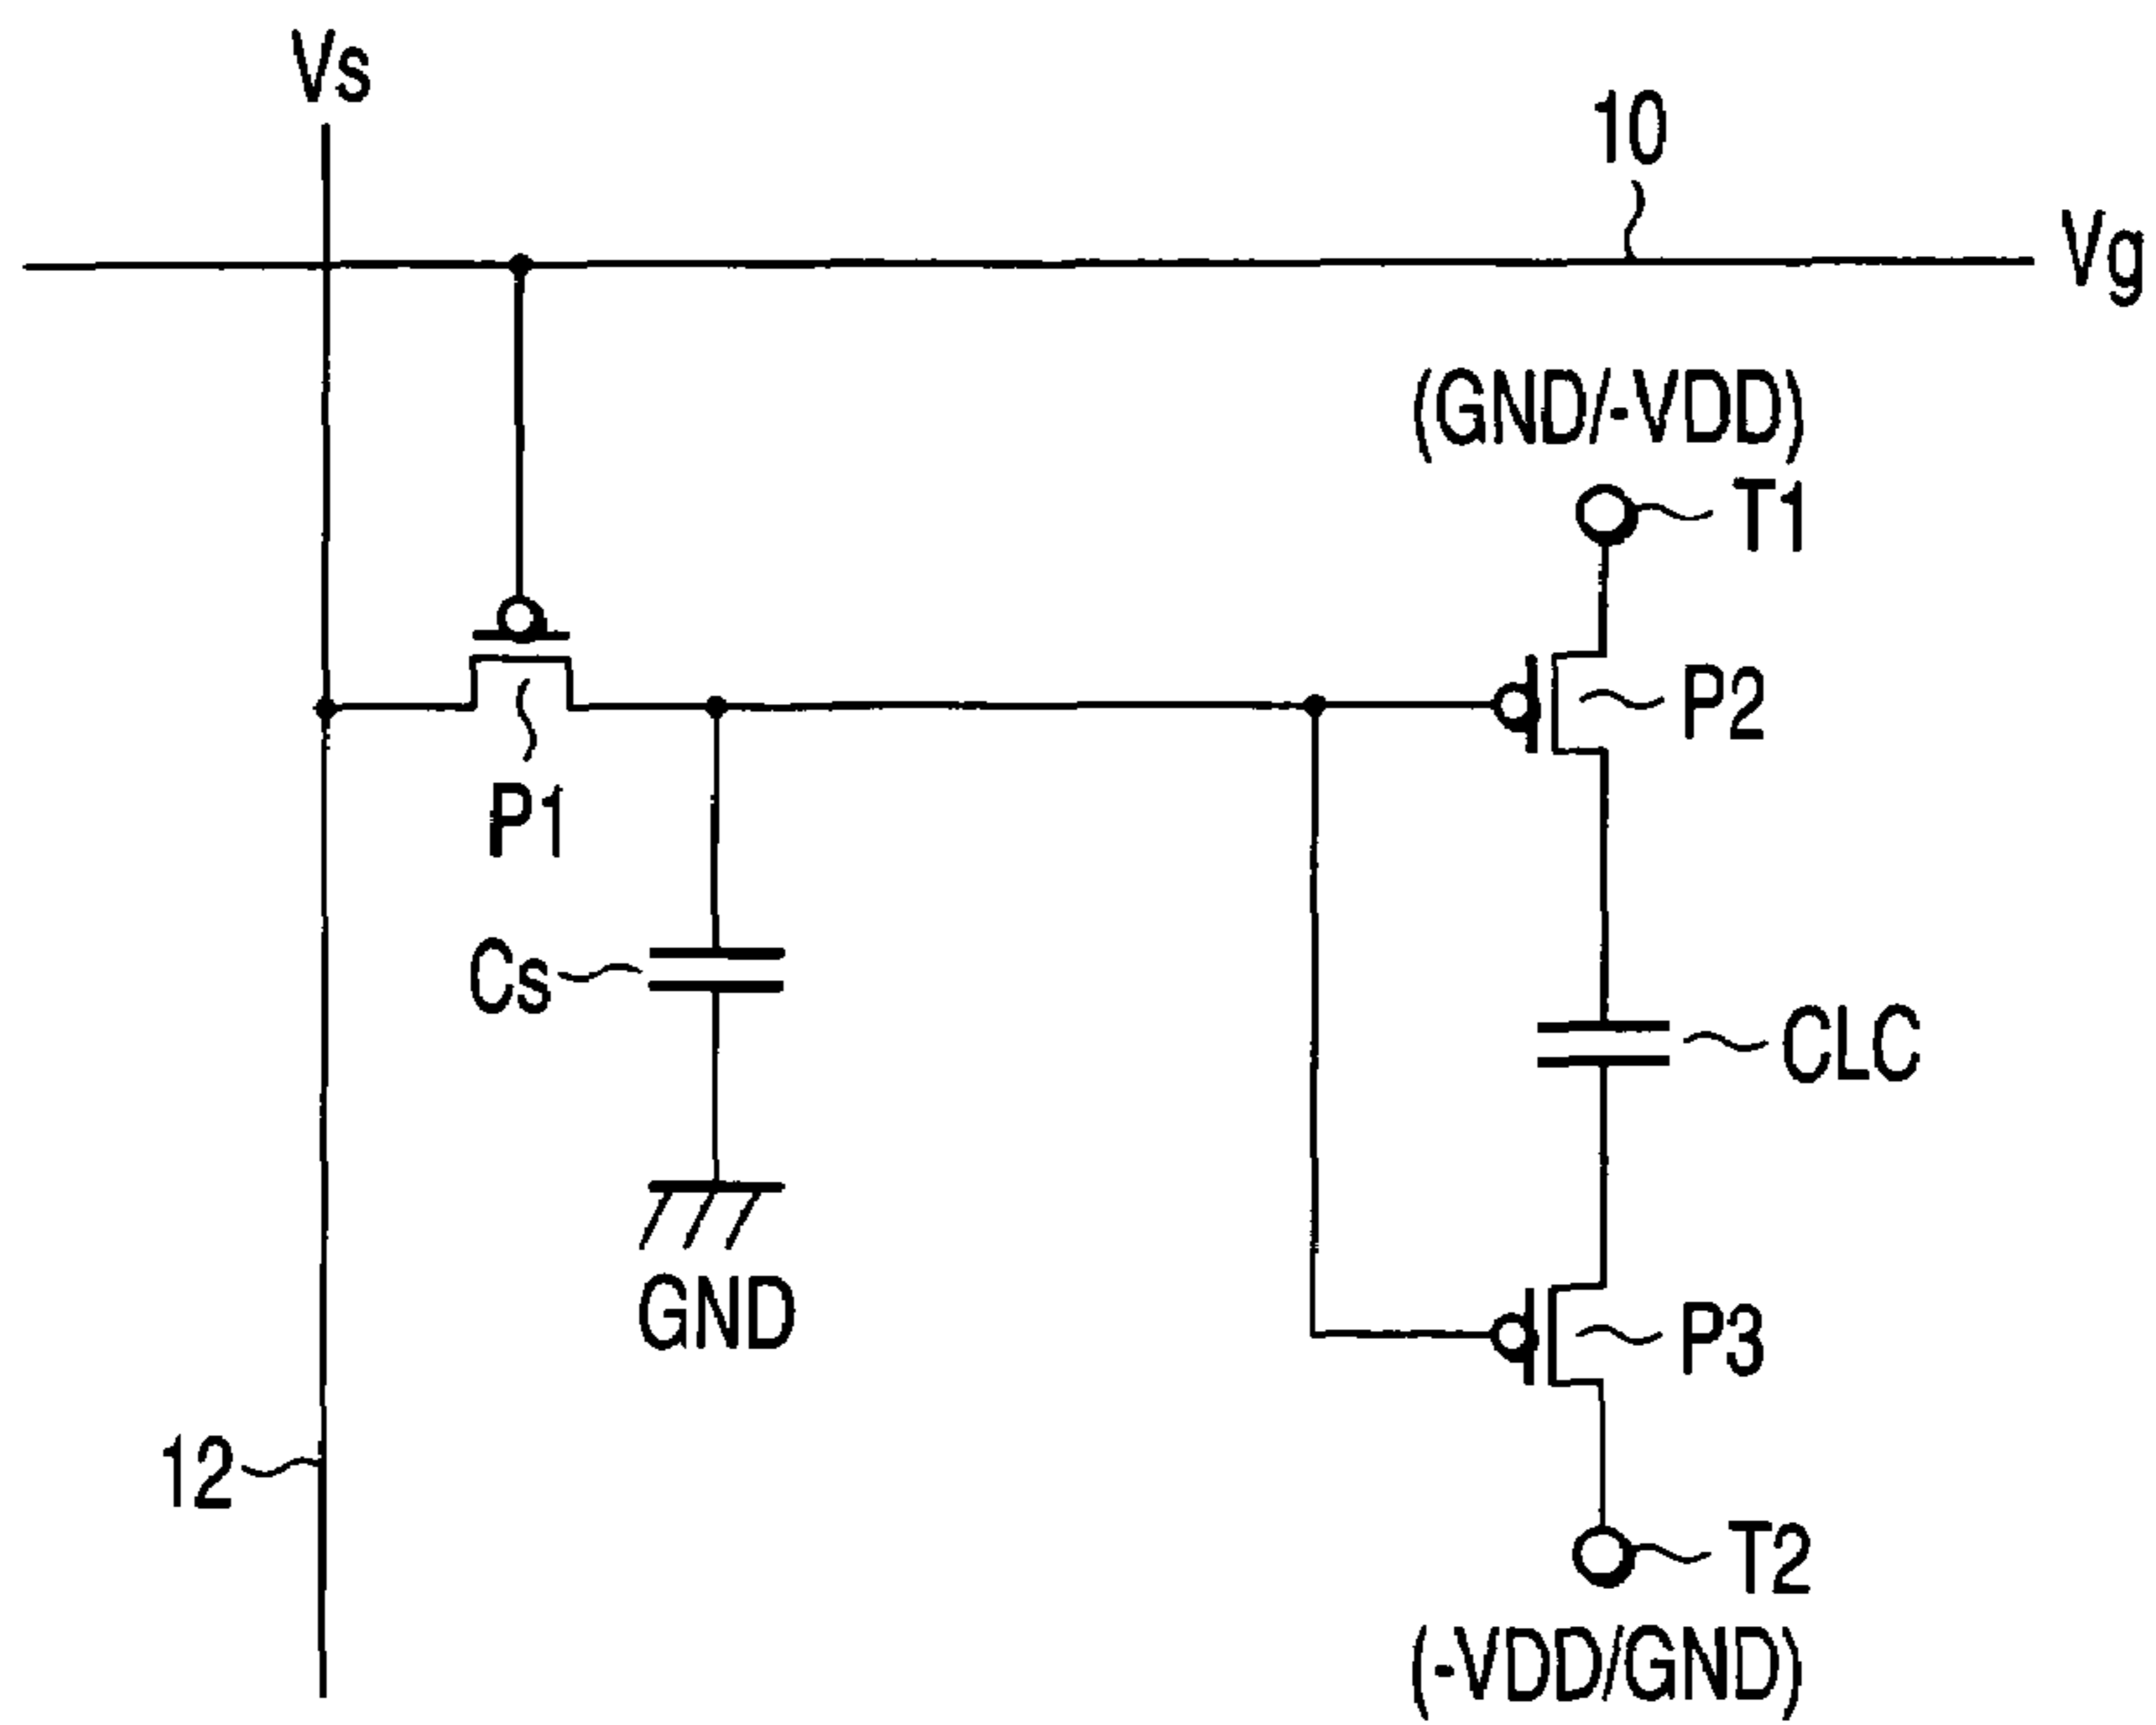 Vs
10
Vg
(GND/-VDD)
T1
P2
P1
Cs
CLC
GND
P3
12
T2
(-VDD/GND)